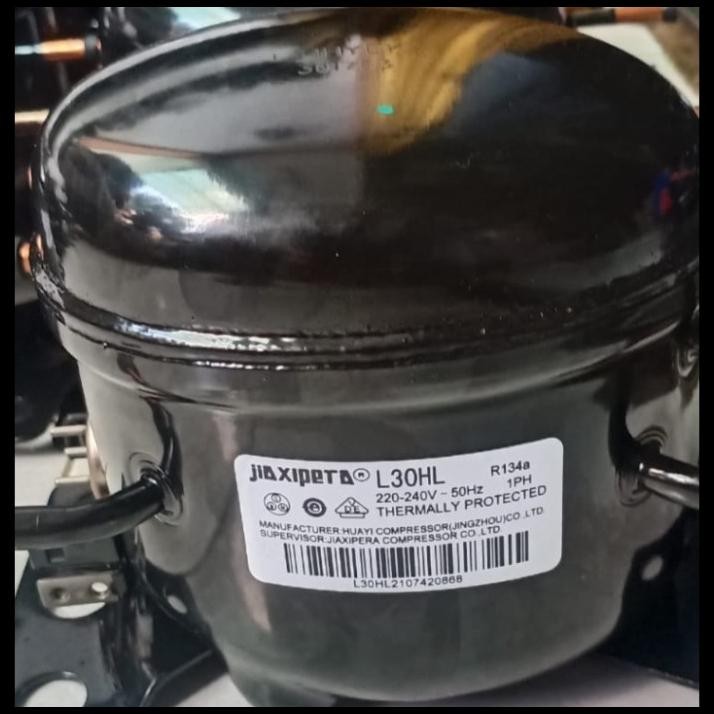 jiaxipera® L30HL R134a
220-240V ~ 50Hz 1PH
THERMALLY PROTECTED
MANUFACTURER:HUAYI COMPRESSOR(JINGZHOU)CO.,LTD.
SUPERVISOR:JIAXIPERA COMPRESSOR CO.,LTD.
L30HL2107420868